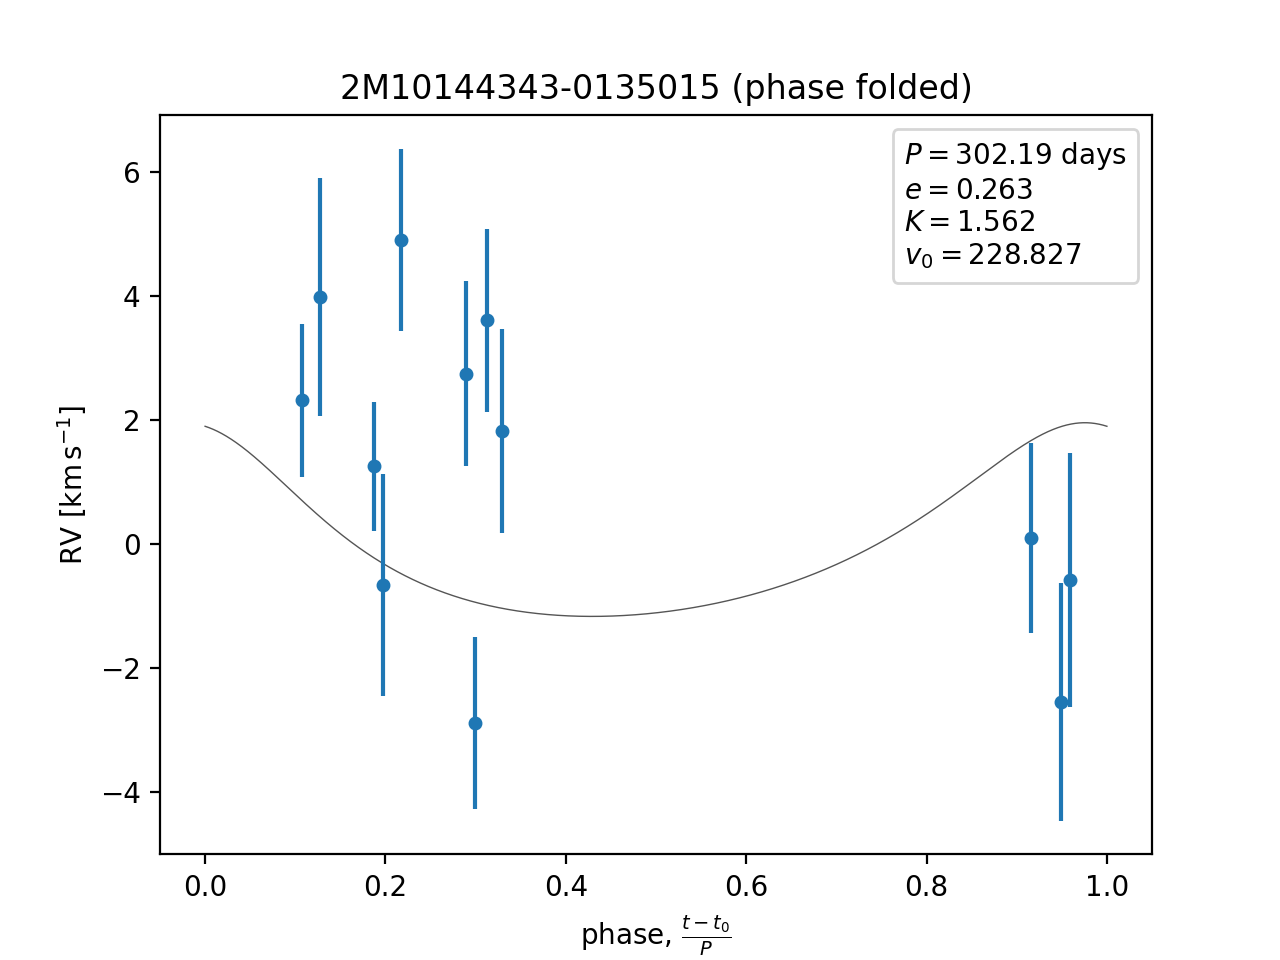 2M10144343-0135015 (phase folded)
P = 302.19 days
e = 0.263
K = 1.562
v₀ = 228.827
6
4
2
0
−2
−4
RV [km s⁻¹]
0.0 0.2 0.4 0.6 0.8 1.0
phase, (t − t₀)/P